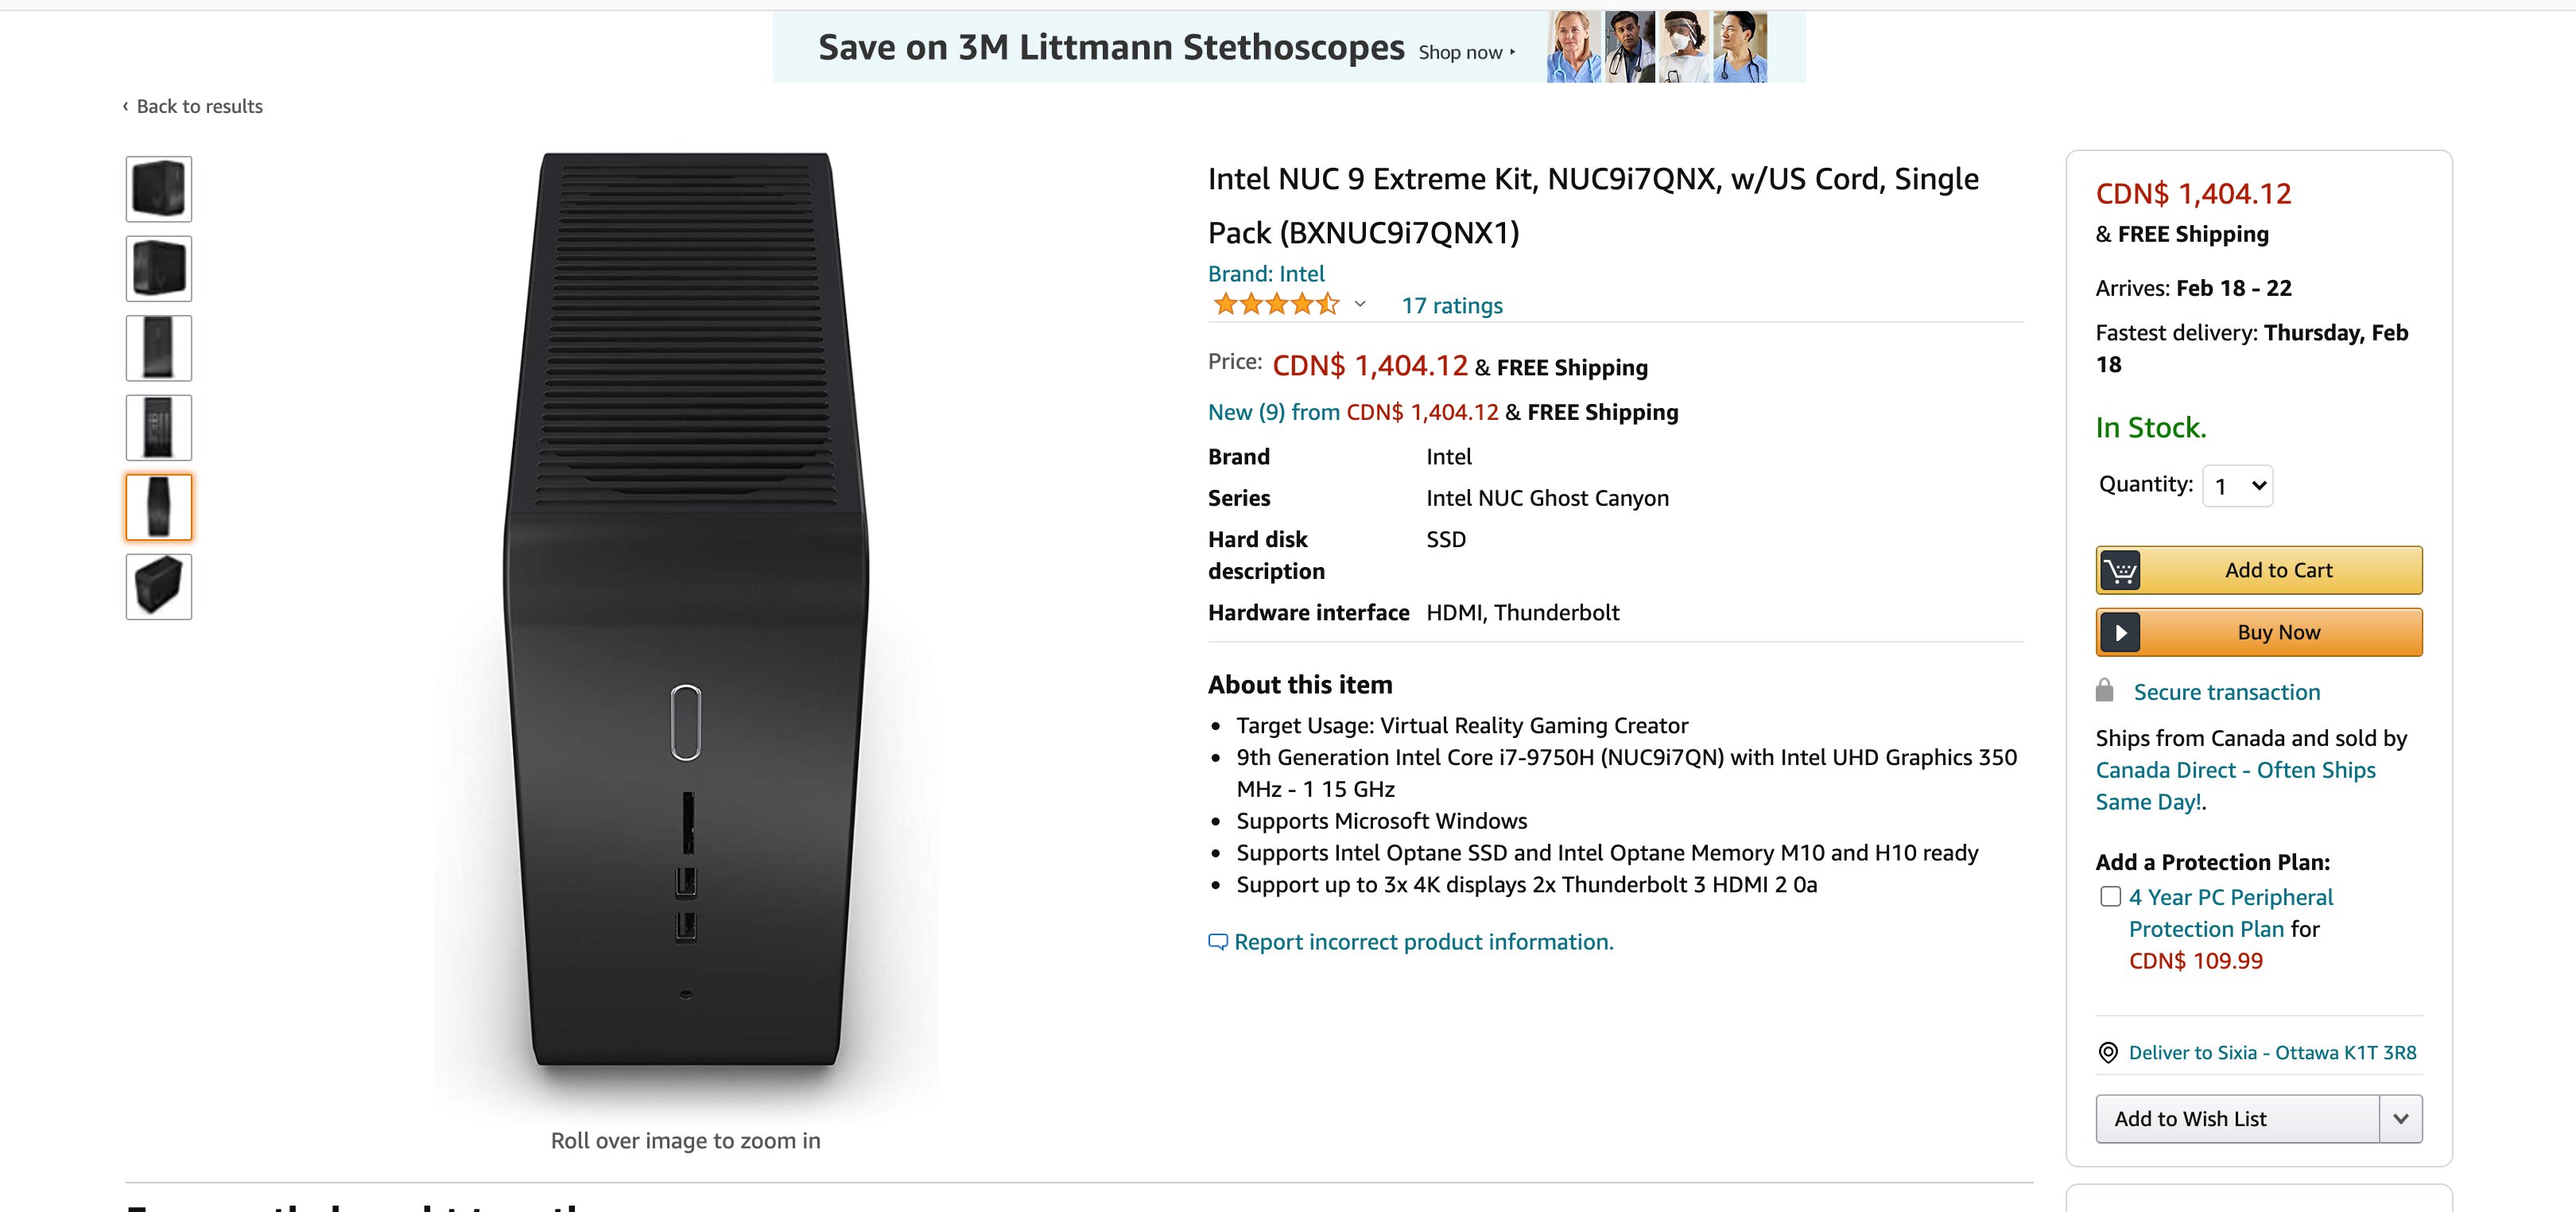 Save on 3M Littmann Stethoscopes Shop now ▸
‹ Back to results
Intel NUC 9 Extreme Kit, NUC9i7QNX, w/US Cord, Single
Pack (BXNUC9i7QNX1)
Brand: Intel
17 ratings
Price: CDN$ 1,404.12 & FREE Shipping
New (9) from CDN$ 1,404.12 & FREE Shipping
Brand Intel
Series Intel NUC Ghost Canyon
Hard disk SSD
description
Hardware interface HDMI, Thunderbolt
About this item
• Target Usage: Virtual Reality Gaming Creator
• 9th Generation Intel Core i7-9750H (NUC9i7QN) with Intel UHD Graphics 350
MHz - 1 15 GHz
• Supports Microsoft Windows
• Supports Intel Optane SSD and Intel Optane Memory M10 and H10 ready
• Support up to 3x 4K displays 2x Thunderbolt 3 HDMI 2 0a
Report incorrect product information.
Roll over image to zoom in
CDN$ 1,404.12
& FREE Shipping
Arrives: Feb 18 - 22
Fastest delivery: Thursday, Feb
18
In Stock.
Quantity: 1
Add to Cart
Buy Now
Secure transaction
Ships from Canada and sold by
Canada Direct - Often Ships
Same Day!.
Add a Protection Plan:
4 Year PC Peripheral
Protection Plan for
CDN$ 109.99
Deliver to Sixia - Ottawa K1T 3R8
Add to Wish List